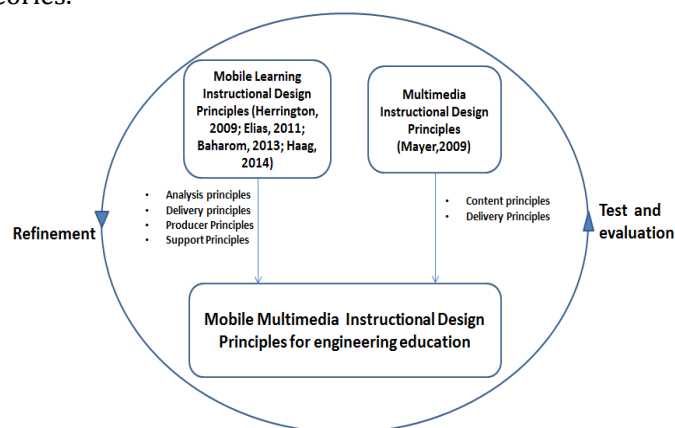 eories.
Mobile Learning
Instructional Design
Principles (Herrington,
2009; Elias, 2011;
Baharom, 2013; Haag,
2014)
Multimedia
Instructional Design
Principles
(Mayer,2009)
• Analysis principles
• Delivery principles
• Producer Principles
• Support Principles
• Content principles
• Delivery Principles
Refinement
Test and
evaluation
Mobile Multimedia Instructional Design
Principles for engineering education